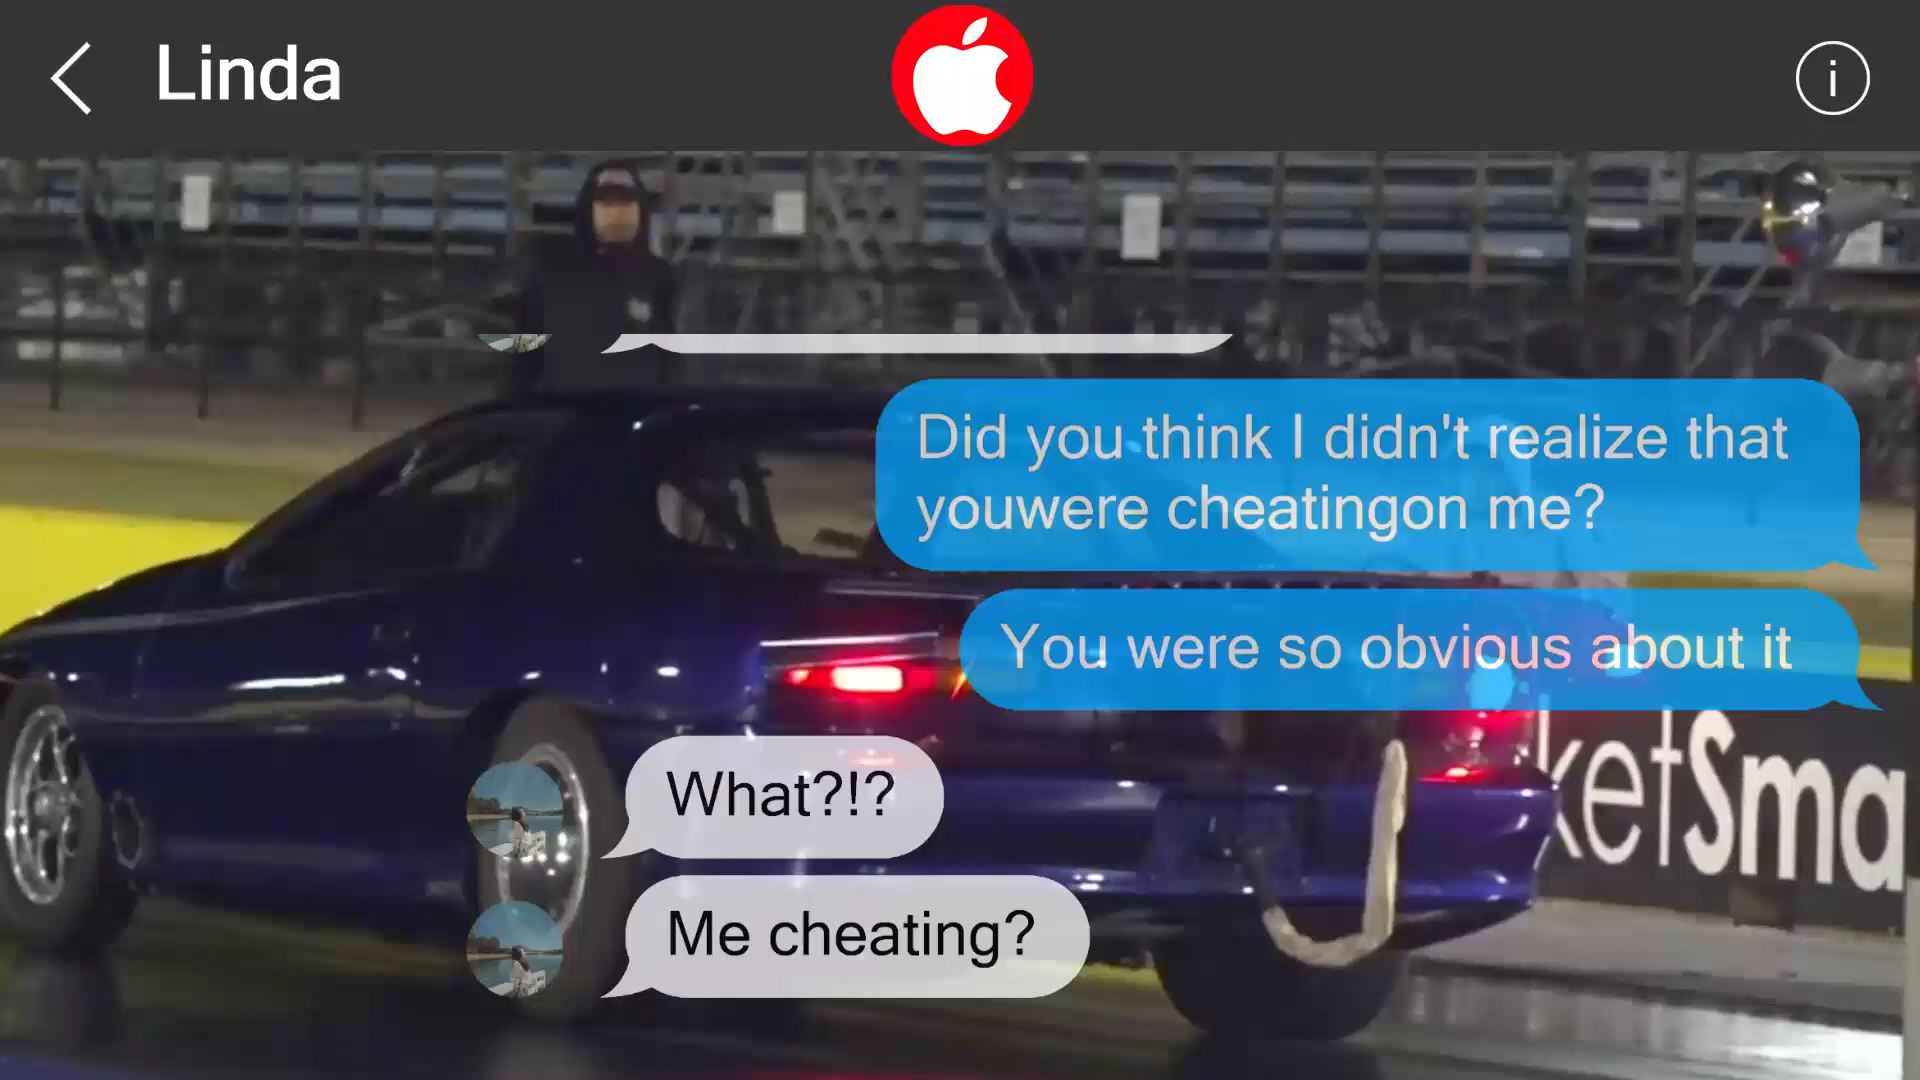 Linda
i
Did you think I didn't realize that
youwere cheatingon me?
You were so obvious about it
What?!?
Me cheating?
ketSma